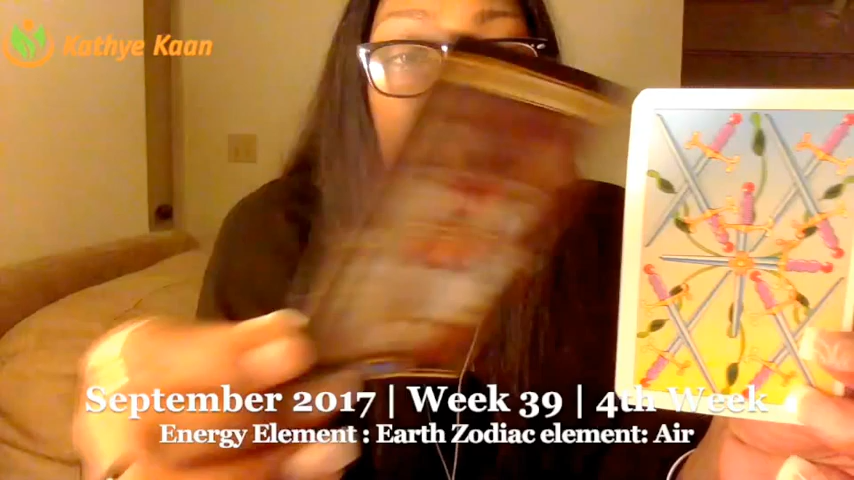 Kathye Kaan
September 2017 | Week 39 | 4th Week
Energy Element : Earth Zodiac element: Air